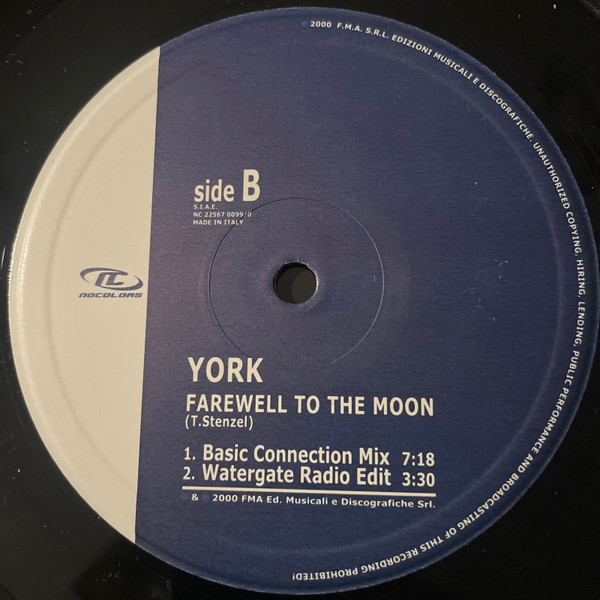 2000 F.M.A. S.R.L. EDIZIONI MUSICALI E DISCOGRAFICHE. UNAUTHORIZED COPYING, HIRING, LENDING, PUBLIC PERFORMANCE AND BROADCASTING OF THIS RECORDING PROHIBITED!
side B
S.I.A.E.
NC 22567 0099/B
MADE IN ITALY
NOCOLORS
YORK
FAREWELL TO THE MOON
(T.Stenzel)
1. Basic Connection Mix 7:18
2. Watergate Radio Edit 3:30
& 2000 FMA Ed. Musicali e Discografiche Srl.